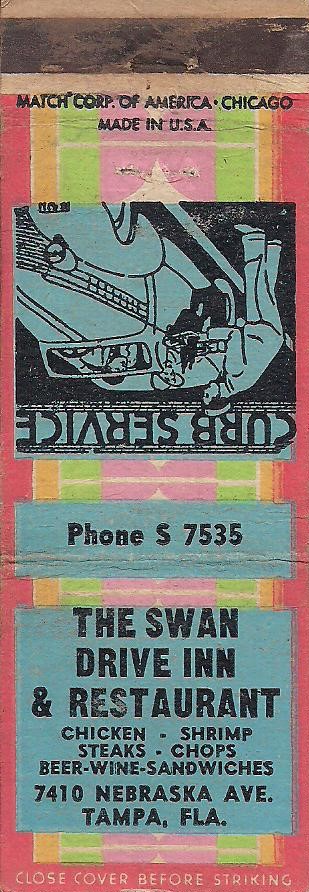 MATCH CORP. OF AMERICA · CHICAGO
MADE IN U.S.A.
CURB SERVICE
Phone S 7535
THE SWAN
DRIVE INN
& RESTAURANT
CHICKEN - SHRIMP
STEAKS - CHOPS
BEER-WINE-SANDWICHES
7410 NEBRASKA AVE.
TAMPA, FLA.
CLOSE COVER BEFORE STRIKING